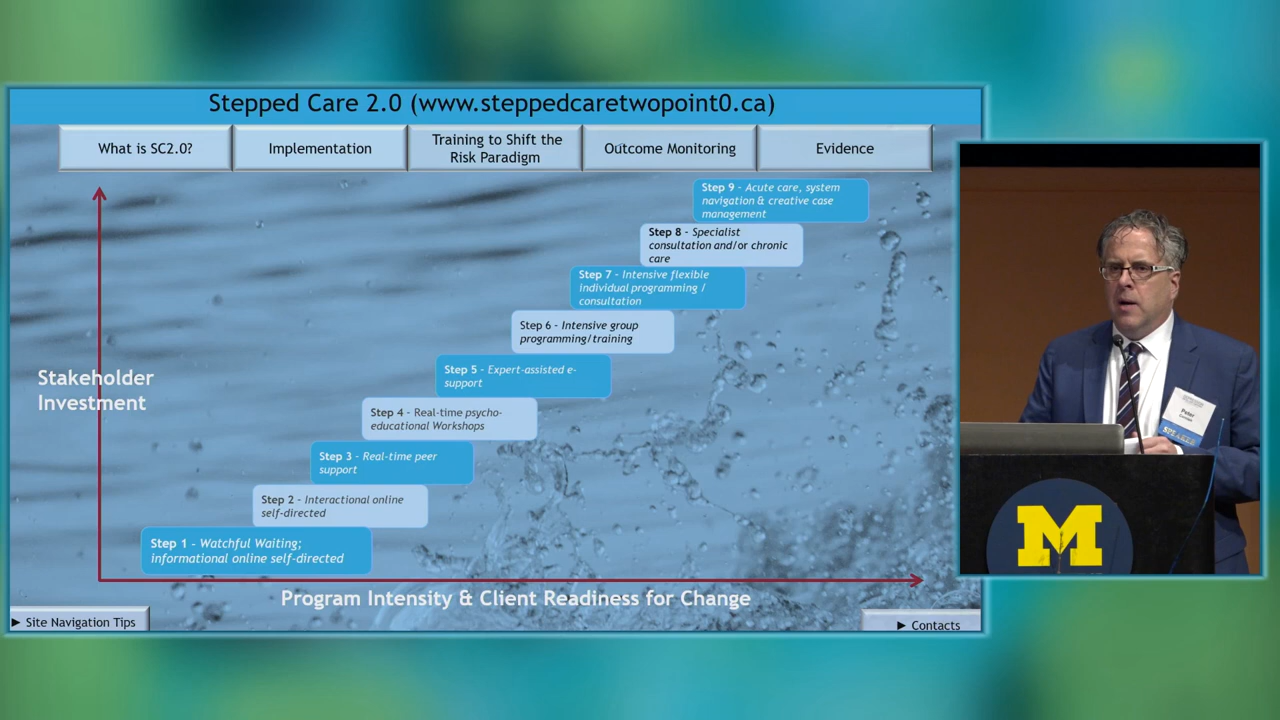 Stepped Care 2.0 (www.steppedcaretwopoint0.ca)
What is SC2.0?
Implementation
Training to Shift the
Risk Paradigm
Outcome Monitoring
Evidence
Step 9 - Acute care, system
navigation & creative case
management
Step 8 - Specialist
consultation and/or chronic
care
Step 7 - Intensive flexible
individual programming /
consultation
Step 6 - Intensive group
programming/training
Step 5 - Expert-assisted e-
support
Stakeholder
Investment
Step 4 - Real-time psycho-
educational Workshops
Step 3 - Real-time peer
support
Step 2 - Interactional online
self-directed
Step 1 - Watchful Waiting;
informational online self-directed
Program Intensity & Client Readiness for Change
► Site Navigation Tips
► Contacts
Peter
M